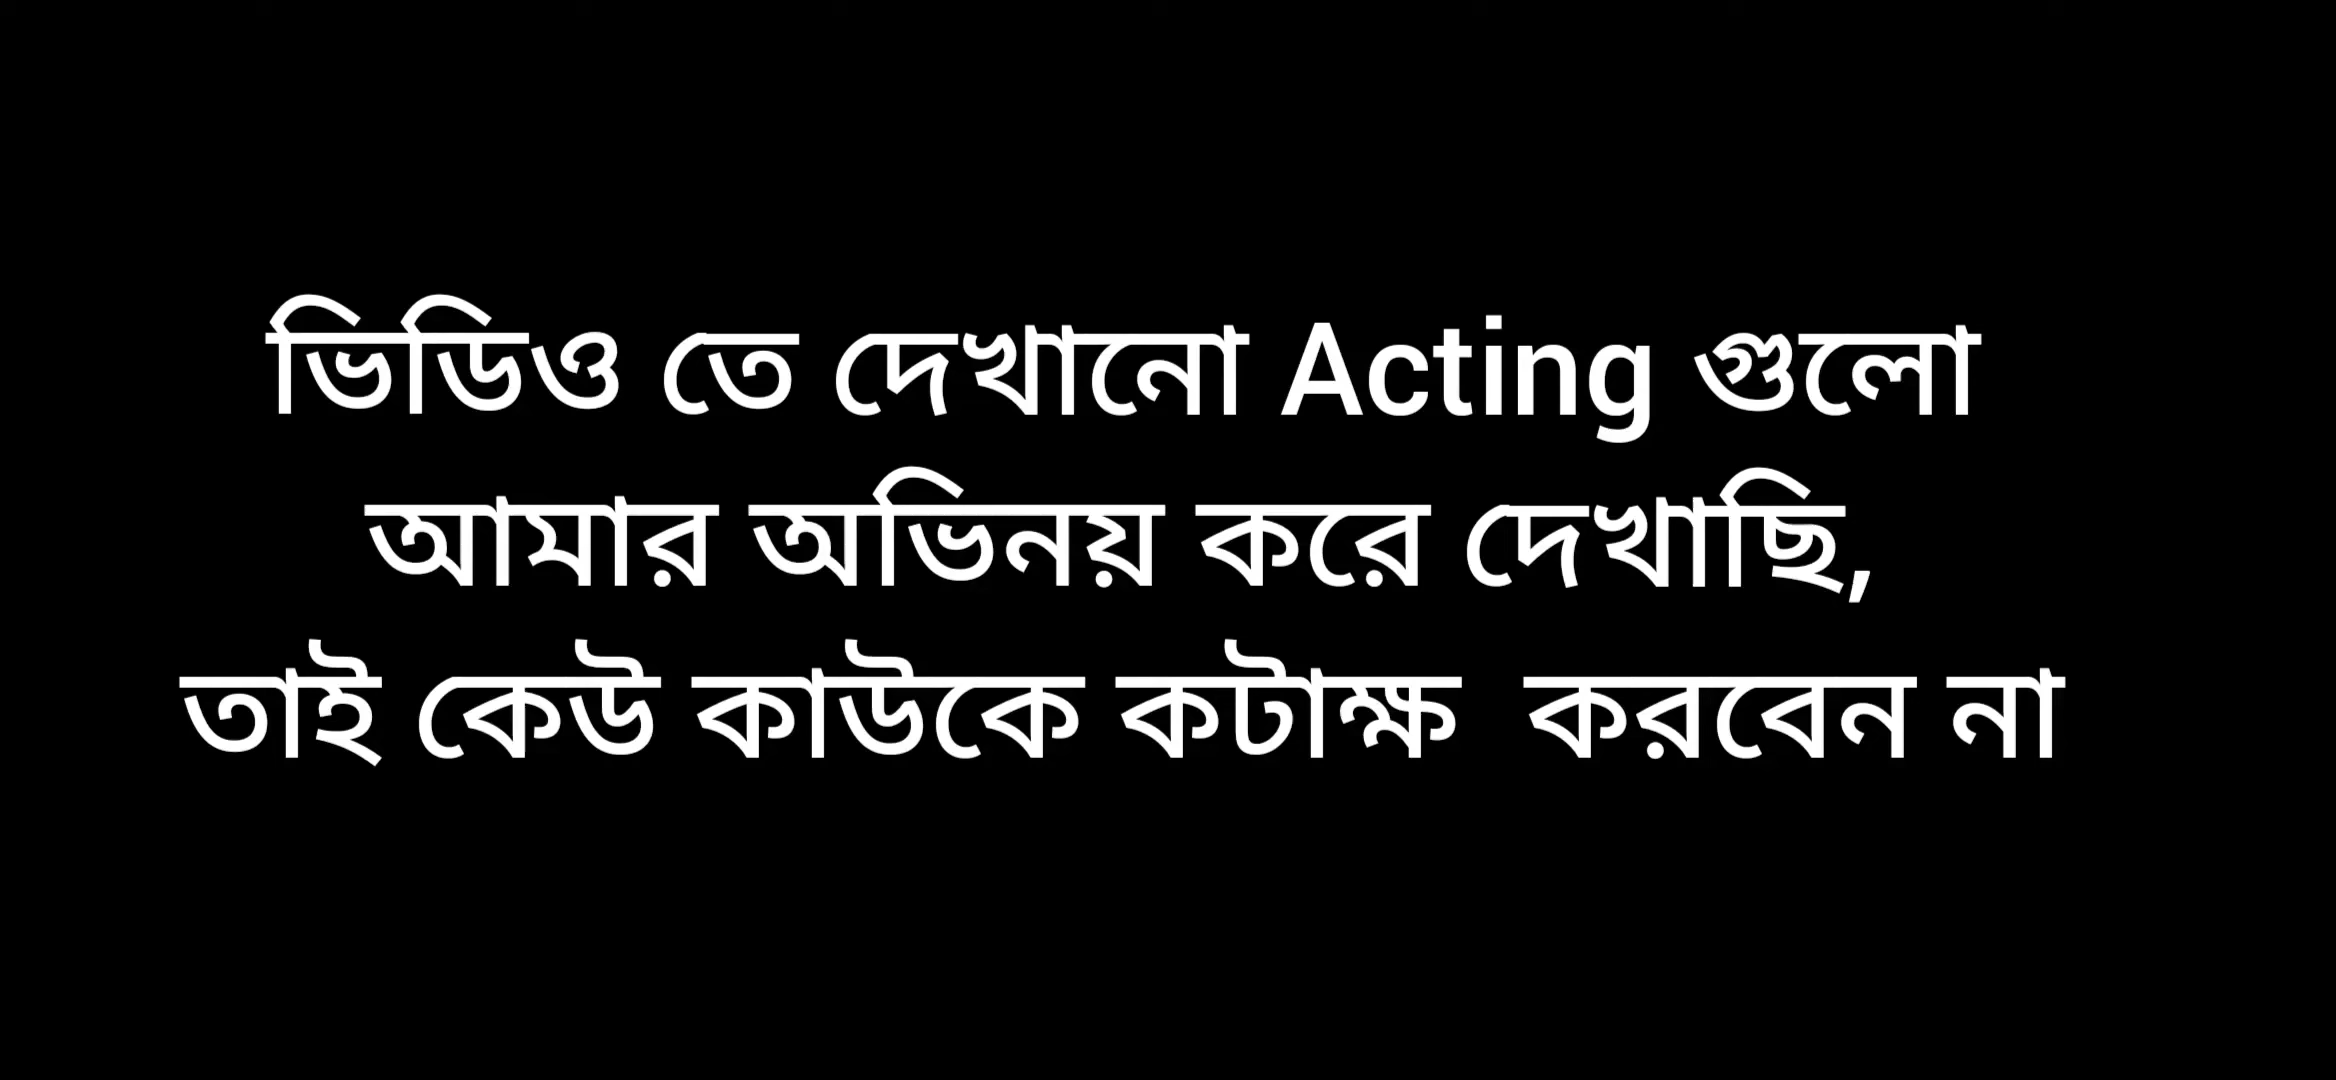 ভিডিও তে দেখানো Acting গুলো
আমার অভিনয় করে দেখাছি,
তাই কেউ কাউকে কটাক্ষ  করবেন না